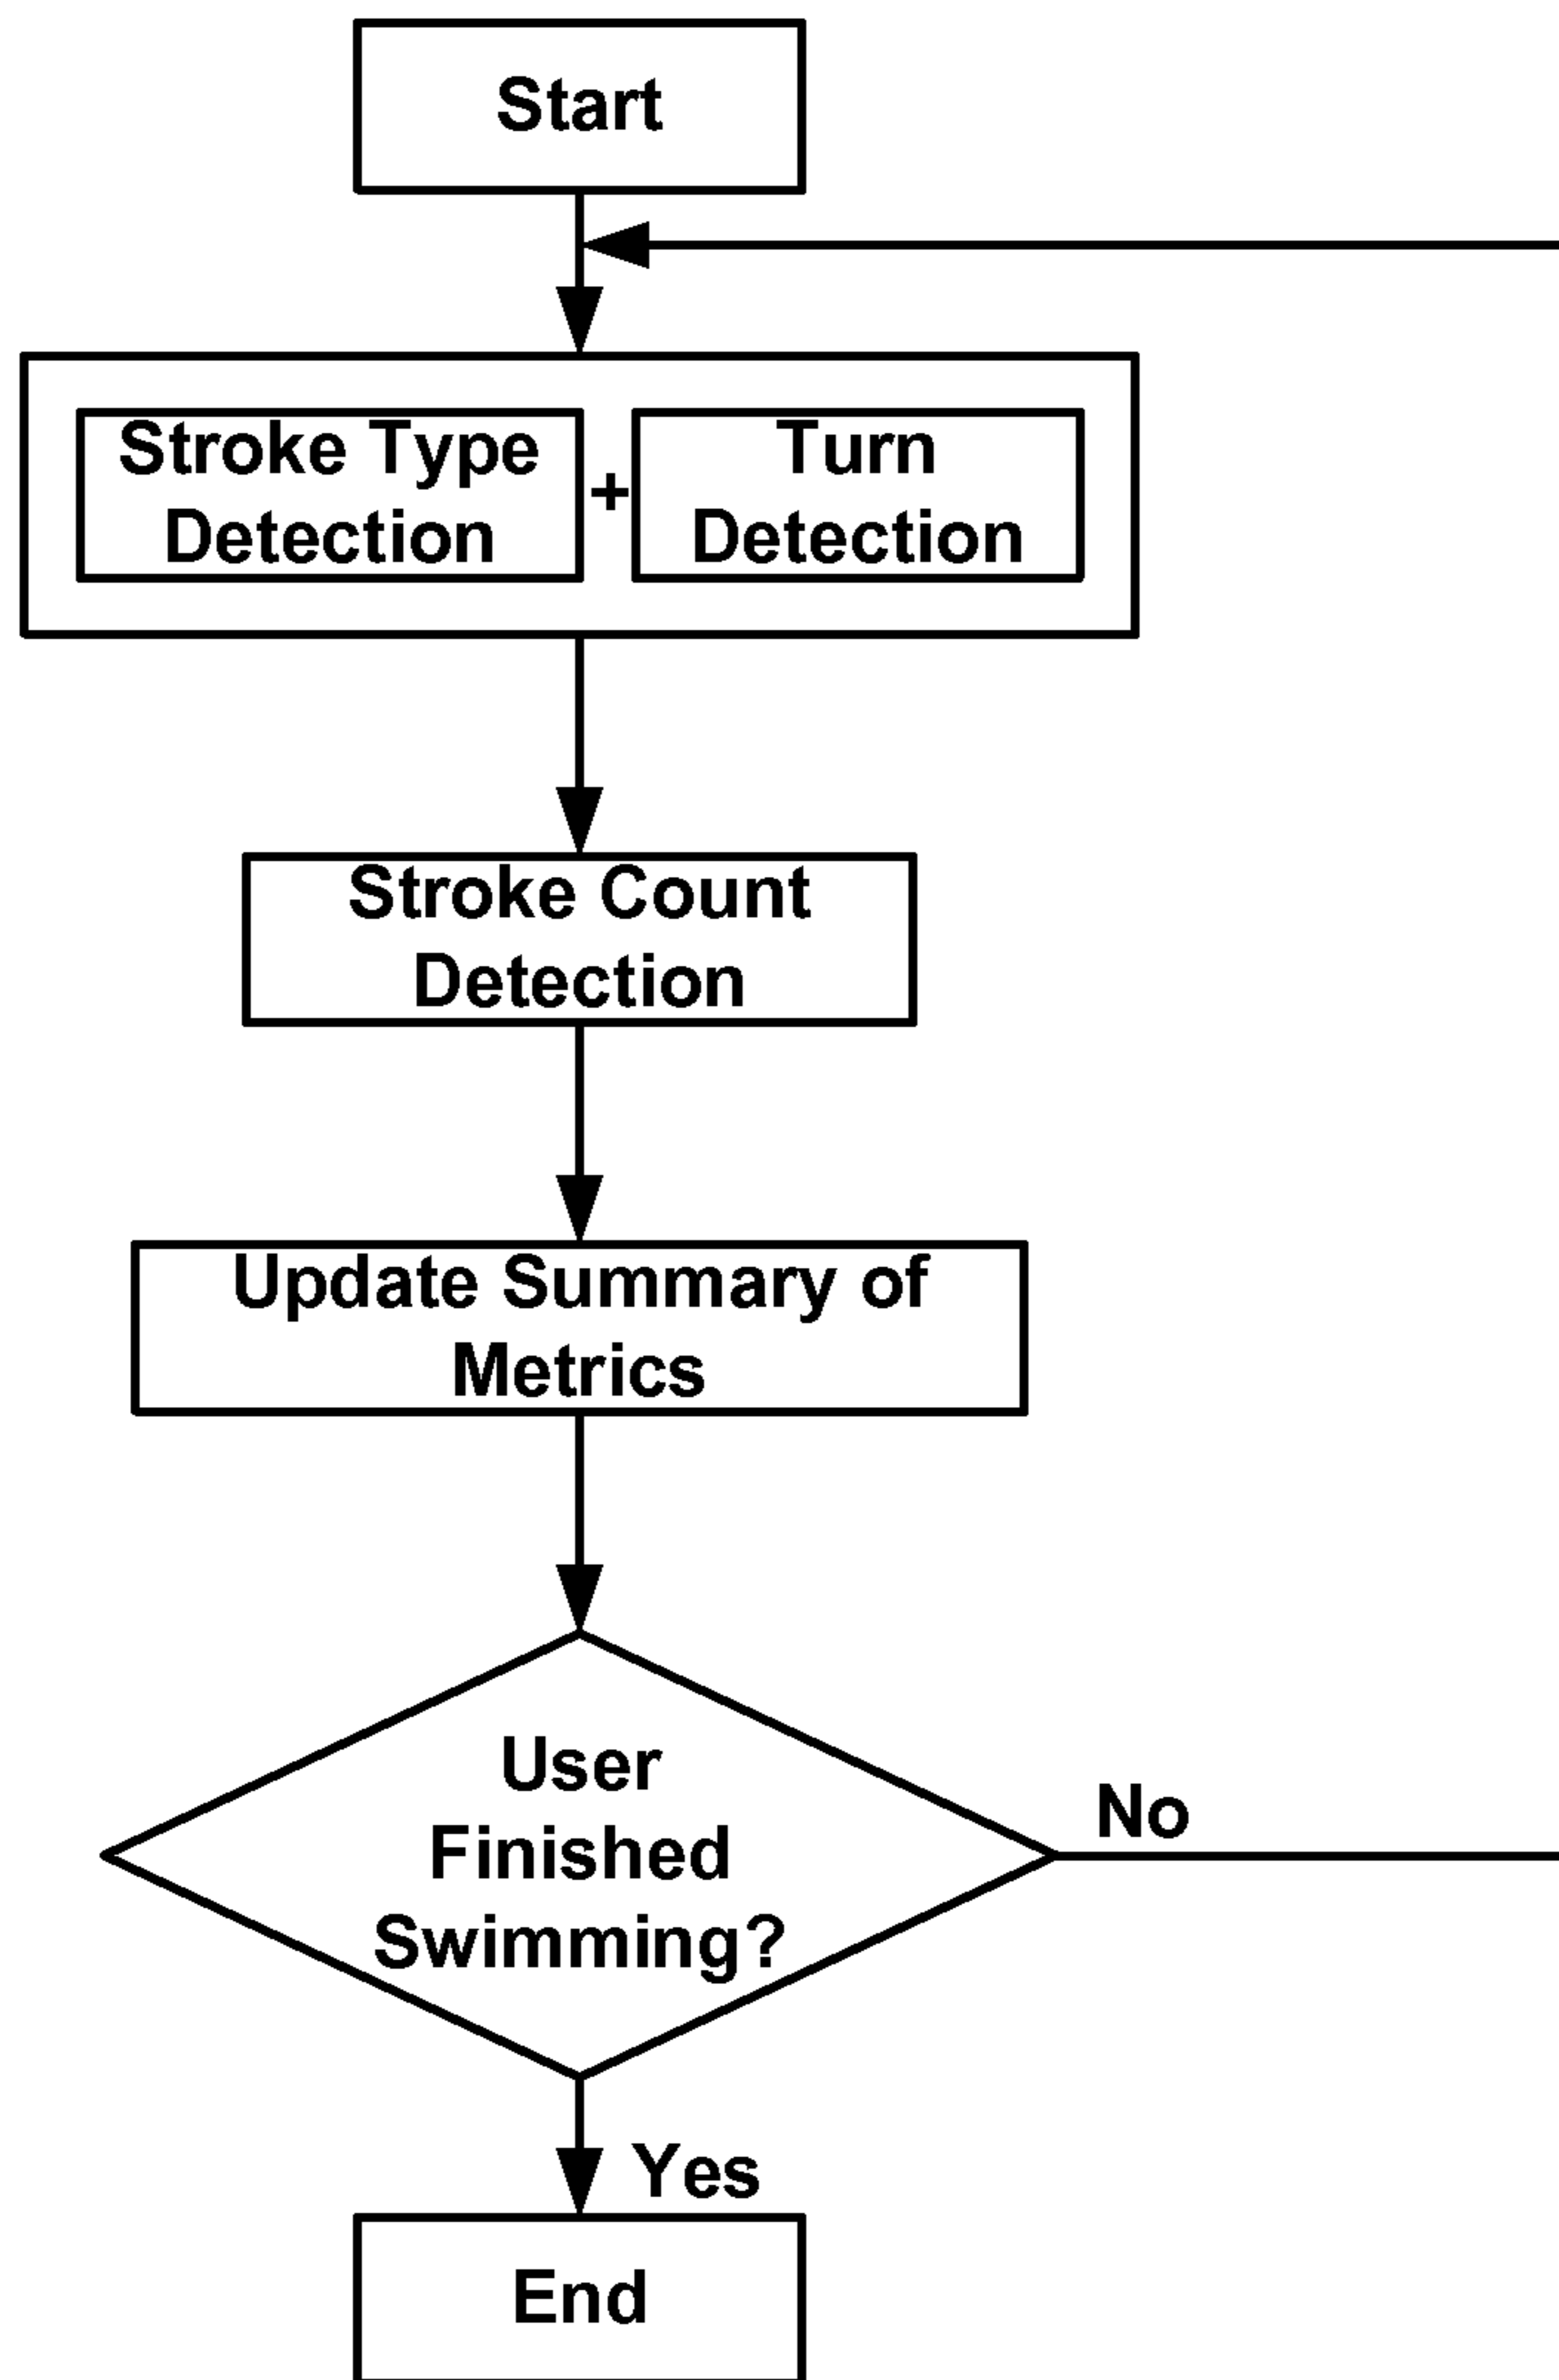 Start
Stroke Type
Detection
+
Turn
Detection
Stroke Count
Detection
Update Summary of
Metrics
User
Finished
Swimming?
No
Yes
End